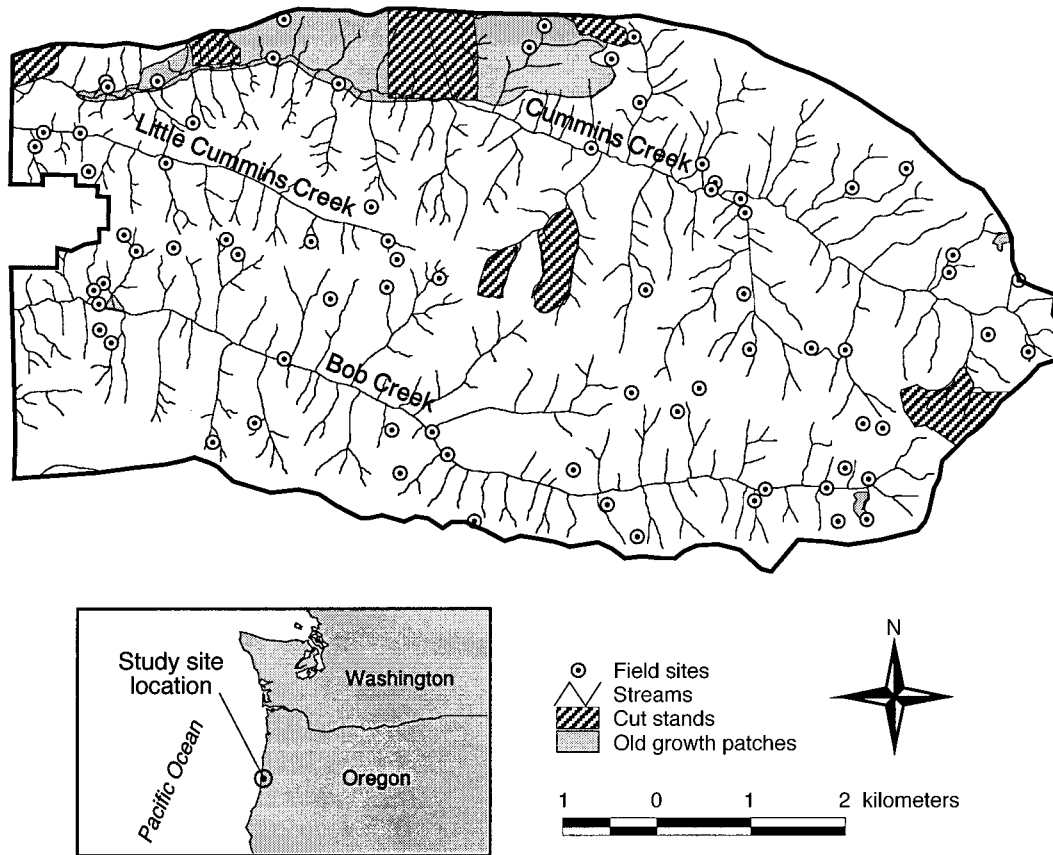 Cummins Creek
Little Cummins Creek
Bob Creek
Study site
location
Washington
Oregon
Pacific Ocean
Field sites
Streams
Cut stands
Old growth patches
N
1 0 1 2 kilometers